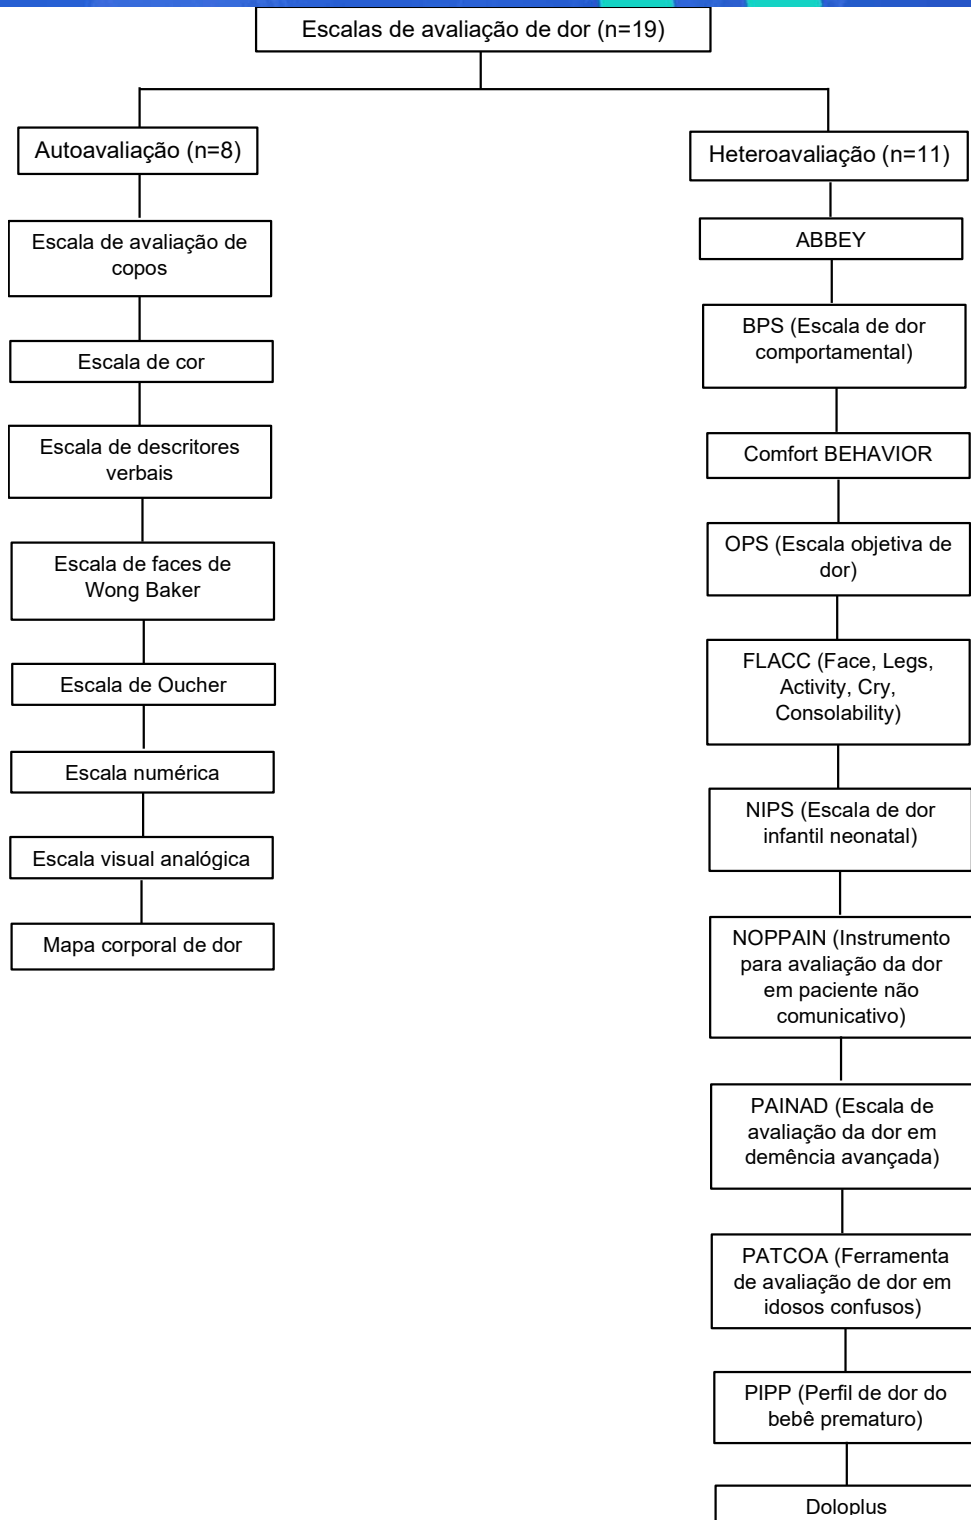 Escalas de avaliação de dor (n=19)
Autoavaliação (n=8)
Escala de avaliação de
copos
Escala de cor
Escala de descritores
verbais
Escala de faces de
Wong Baker
Escala de Oucher
Escala numérica
Escala visual analógica
Mapa corporal de dor
Heteroavaliação (n=11)
ABBEY
BPS (Escala de dor
comportamental)
Comfort BEHAVIOR
OPS (Escala objetiva de
dor)
FLACC (Face, Legs,
Activity, Cry,
Consolability)
NIPS (Escala de dor
infantil neonatal)
NOPPAIN (Instrumento
para avaliação da dor
em paciente não
comunicativo)
PAINAD (Escala de
avaliação da dor em
demência avançada)
PATCOA (Ferramenta
de avaliação de dor em
idosos confusos)
PIPP (Perfil de dor do
bebê prematuro)
Doloplus